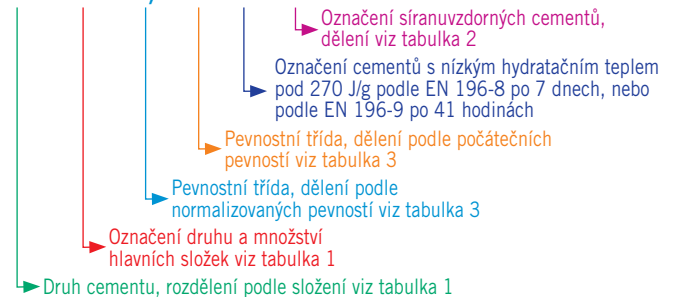 Označení síranuvzdorných cementů,
dělení viz tabulka 2
Označení cementů s nízkým hydratačním teplem
pod 270 J/g podle EN 196-8 po 7 dnech, nebo
podle EN 196-9 po 41 hodinách
Pevnostní třída, dělení podle počátečních
pevností viz tabulka 3
Pevnostní třída, dělení podle
normalizovaných pevností viz tabulka 3
Označení druhu a množství
hlavních složek viz tabulka 1
Druh cementu, rozdělení podle složení viz tabulka 1